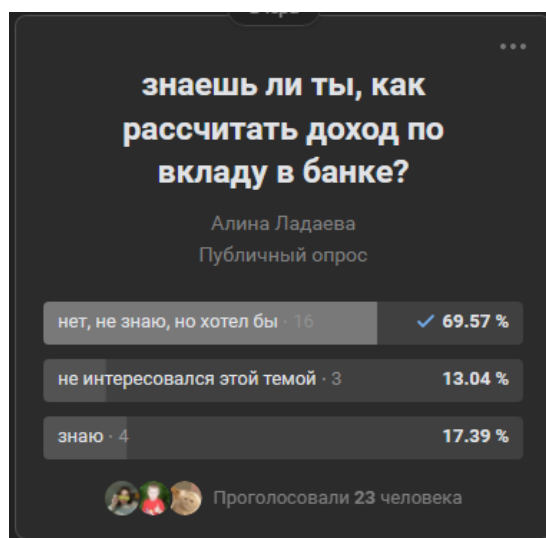 знаешь ли ты, как
рассчитать доход по
вкладу в банке?
Алина Ладаева
Публичный опрос
нет, не знаю, но хотел бы · 16 69.57 %
не интересовался этой темой · 3 13.04 %
знаю · 4 17.39 %
Проголосовали 23 человека